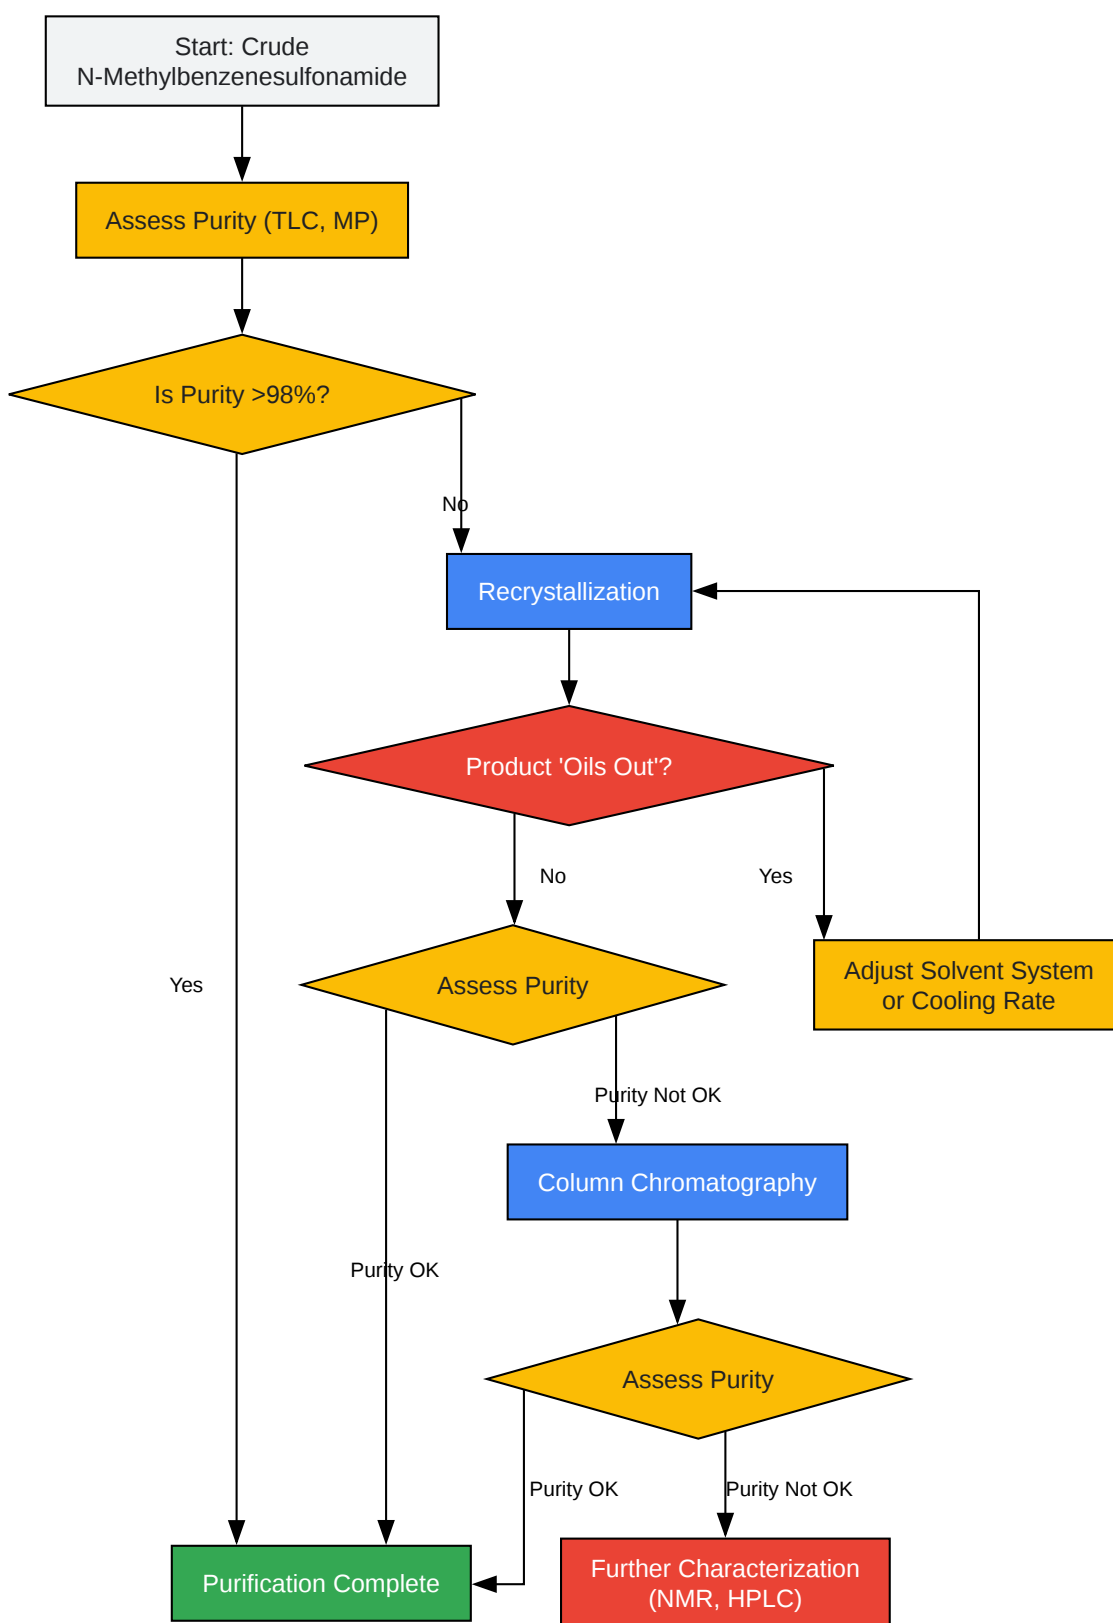 Start: Crude
N-Methylbenzenesulfonamide
Assess Purity (TLC, MP)
Is Purity >98%?
No
Recrystallization
Product 'Oils Out'?
No
Yes
Yes
Assess Purity
Adjust Solvent System
or Cooling Rate
Purity Not OK
Column Chromatography
Purity OK
Assess Purity
Purity OK
Purity Not OK
Purification Complete
Further Characterization
(NMR, HPLC)